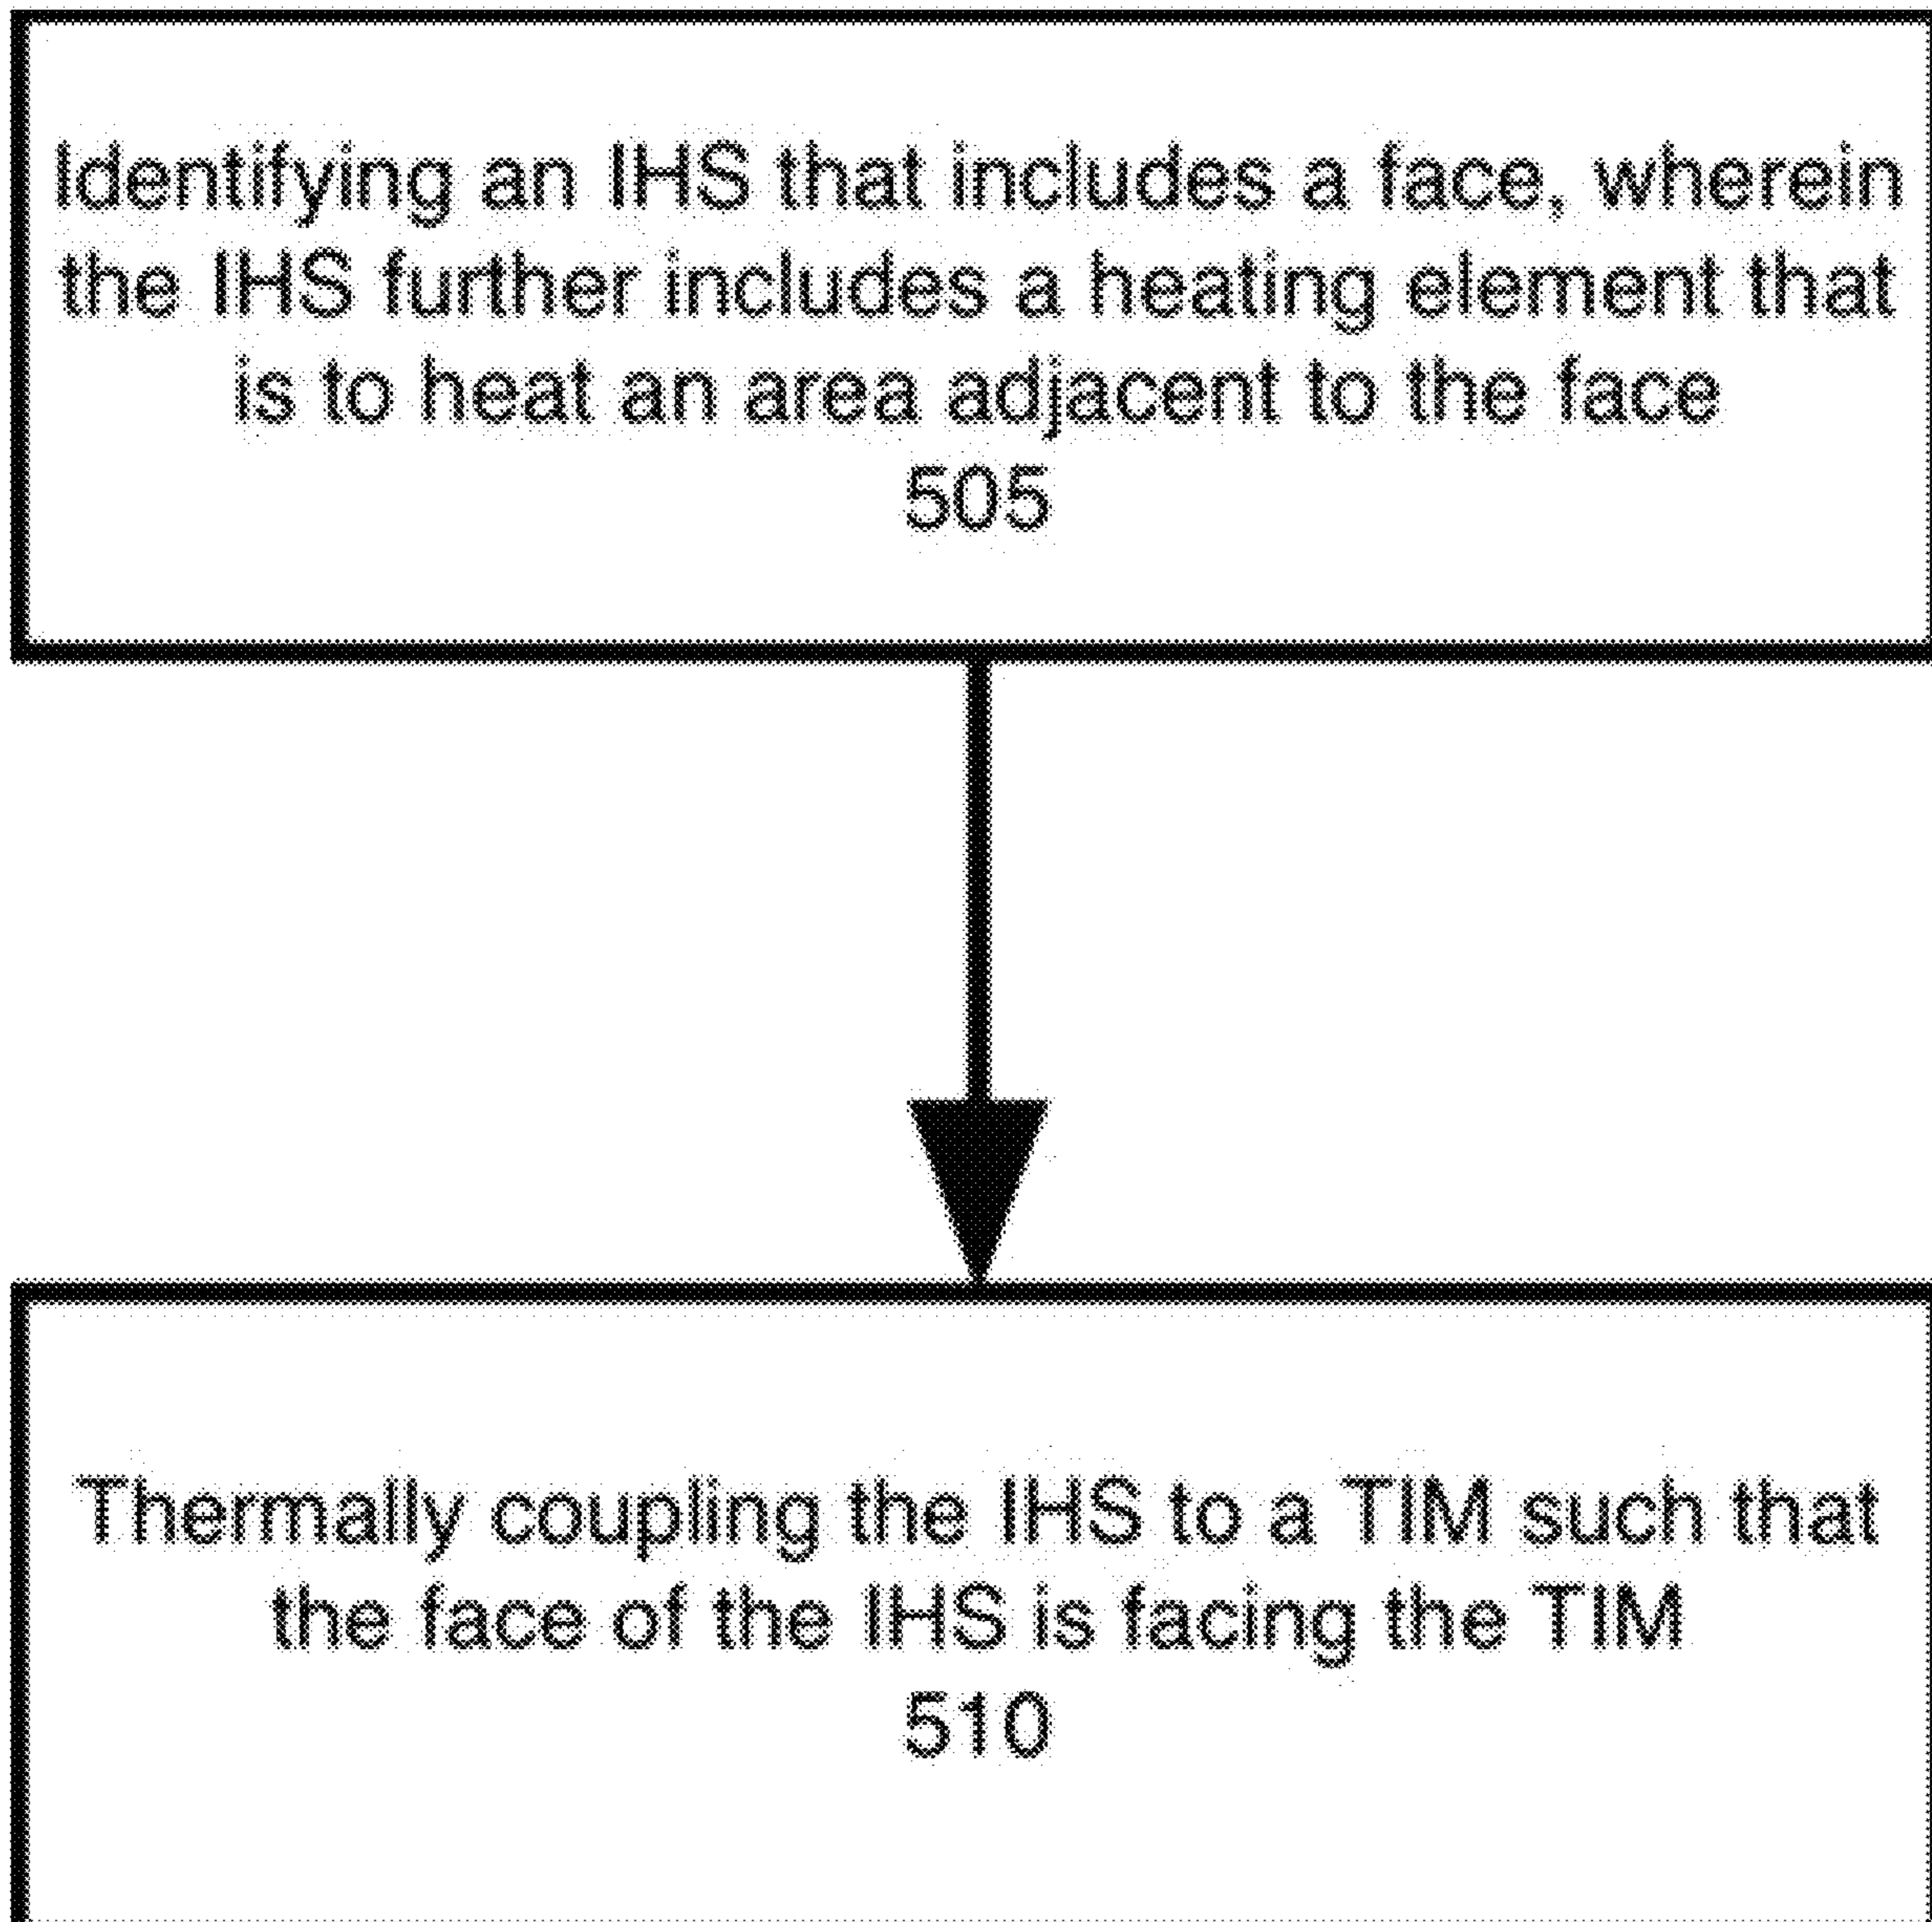 Identifying an IHS that includes a face, wherein
the IHS further includes a heating element that
is to heat an area adjacent to the face
505
Thermally coupling the IHS to a TIM such that
the face of the IHS is facing the TIM
510